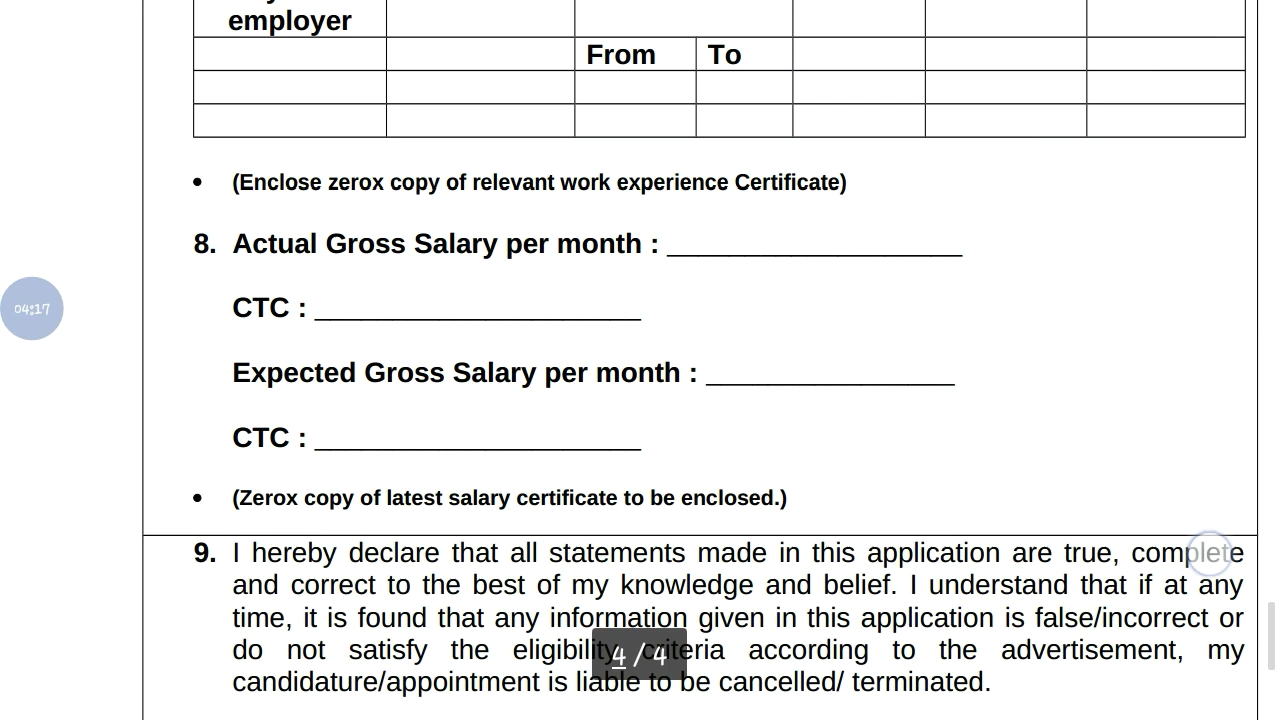 employer
From To
• (Enclose zerox copy of relevant work experience Certificate)
8. Actual Gross Salary per month : ___________________
CTC : _____________________
Expected Gross Salary per month : ________________
CTC : _____________________
• (Zerox copy of latest salary certificate to be enclosed.)
04:17
9. I hereby declare that all statements made in this application are true, complete
and correct to the best of my knowledge and belief. I understand that if at any
time, it is found that any information given in this application is false/incorrect or
do not satisfy the eligibility criteria according to the advertisement, my
candidature/appointment is liable to be cancelled/ terminated.
4 / 4